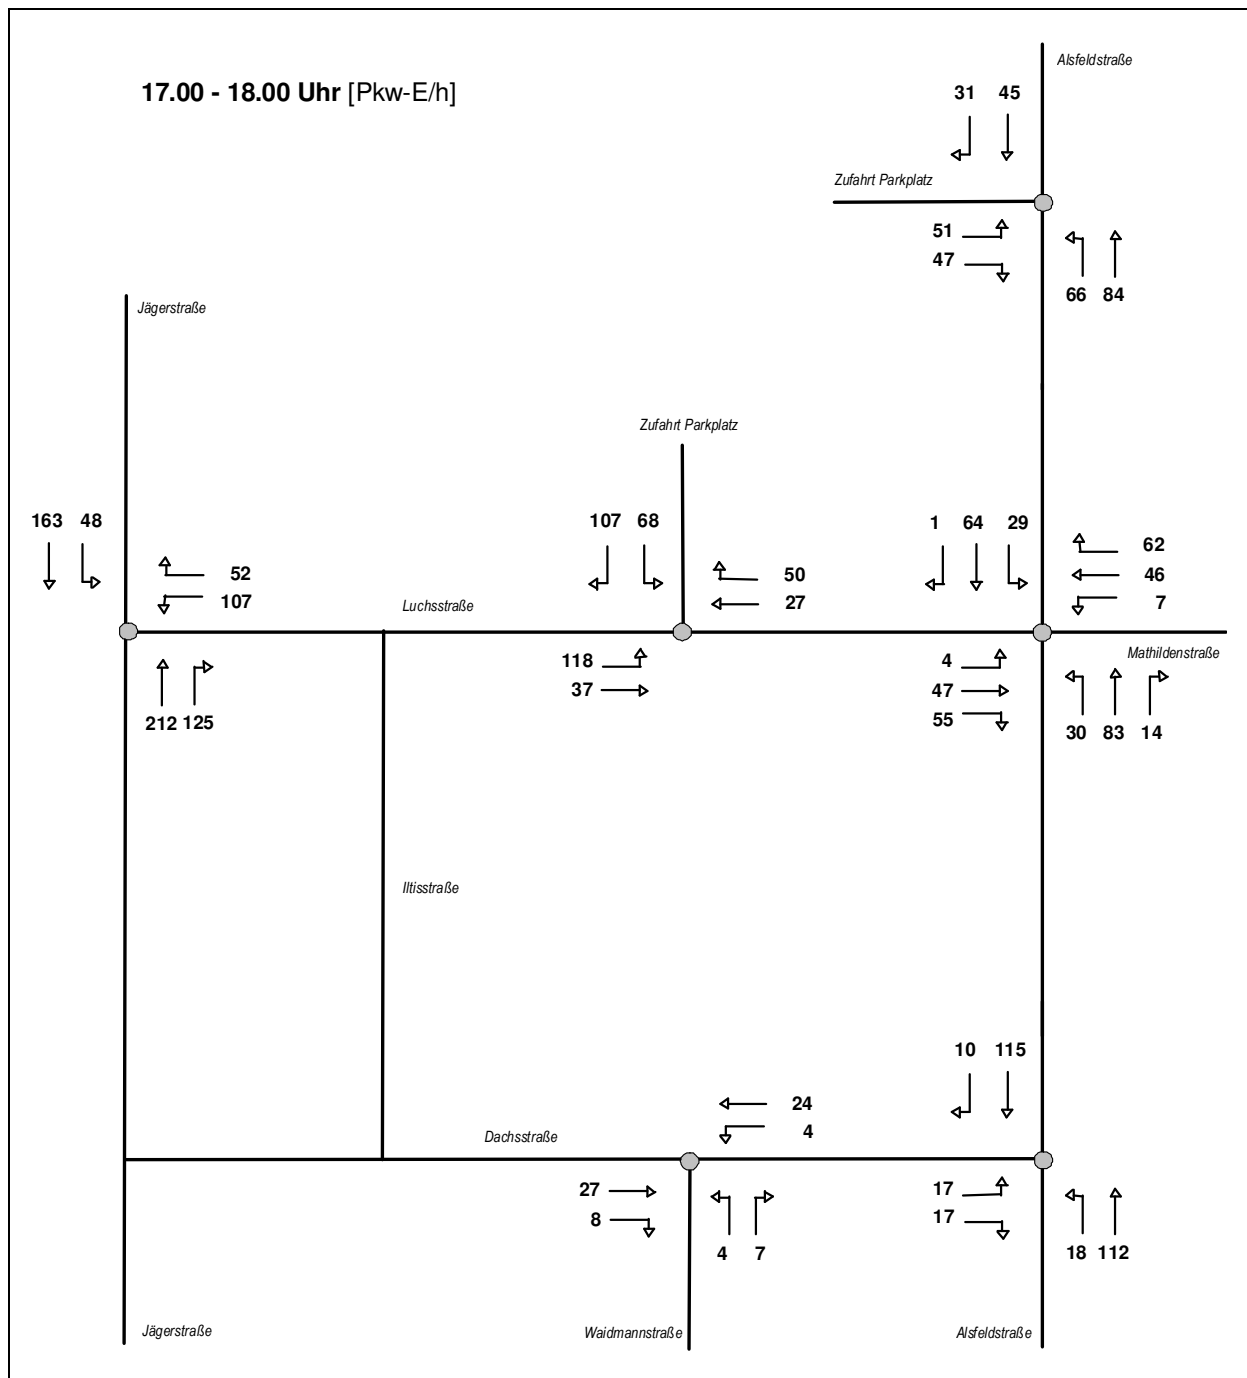 Alsfeldstraße
17.00 - 18.00 Uhr [Pkw-E/h]
31 45
Zufahrt Parkplatz
51
47
66 84
Jägerstraße
Zufahrt Parkplatz
163 48
107 68
1 64 29
62
52
50
46
107
Luchsstraße
27
7
118
4
Mathildenstraße
37
47
212 125
55
30 83 14
Iltisstraße
10 115
24
Dachsstraße
4
27
17
8
17
4 7
18 112
Jägerstraße
Waidmannstraße
Alsfeldstraße